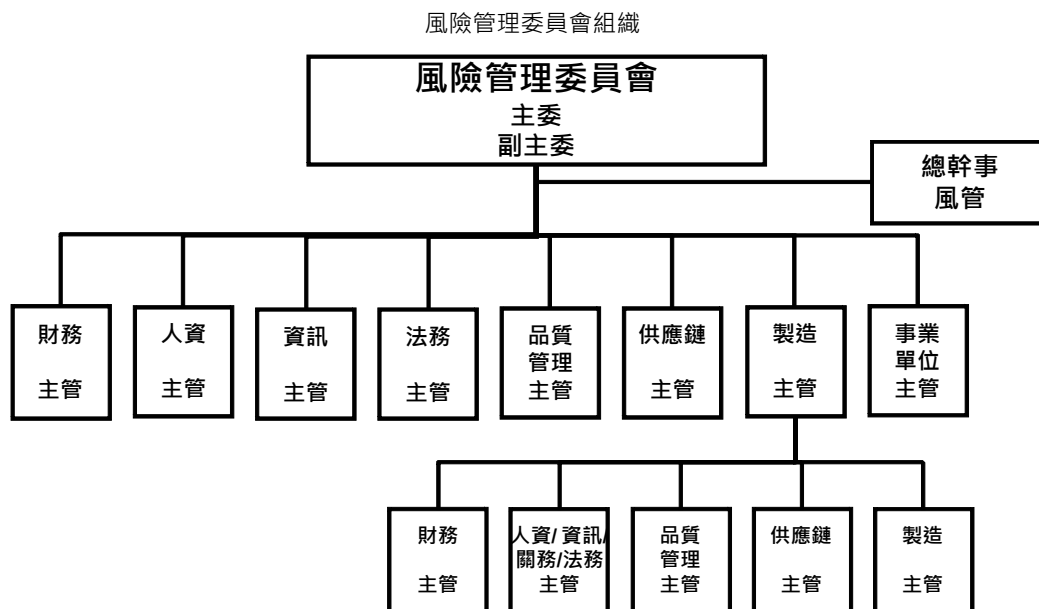 風險管理委員會組織
風險管理委員會
主委
副主委
總幹事
風管
財務
主管
人資
主管
資訊
主管
法務
主管
品質
管理
主管
供應鏈
主管
製造
主管
事業
單位
主管
財務
主管
人資/ 資訊/
關務/法務
主管
品質
管理
主管
供應鏈
主管
製造
主管